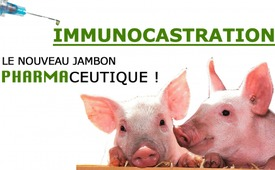 IMMUNOCASTRATION
LE NOUVEAU JAMBON
PHARMACEUTIQUE !